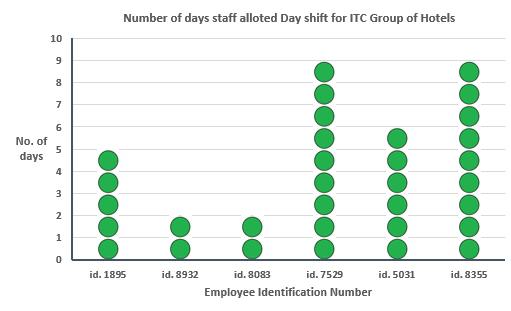 Number of days staff alloted Day shift for ITC Group of Hotels
10
9
8
7
6
5
4
3
2
1
0
No. of
days
id. 1895 id. 8932 id. 8083 id. 7529 id. 5031 id. 8355
Employee Identification Number